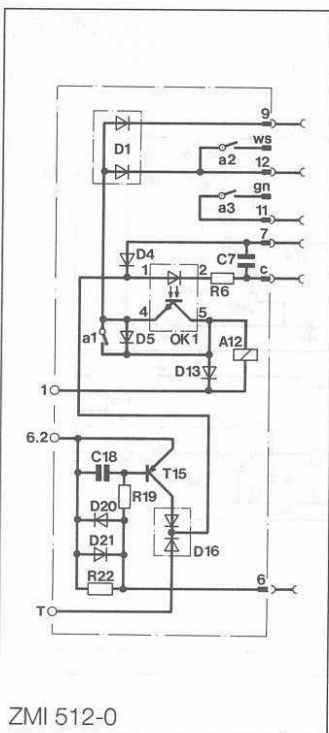 9
D1
ws
a2
12
gn
a3
11
7
D4
C7
1
2
c
R6
4
5
a1
D5
OK1
A12
D13
1
6.2
C18
T15
R19
D20
D21
D16
R22
6
T
ZMI 512-0